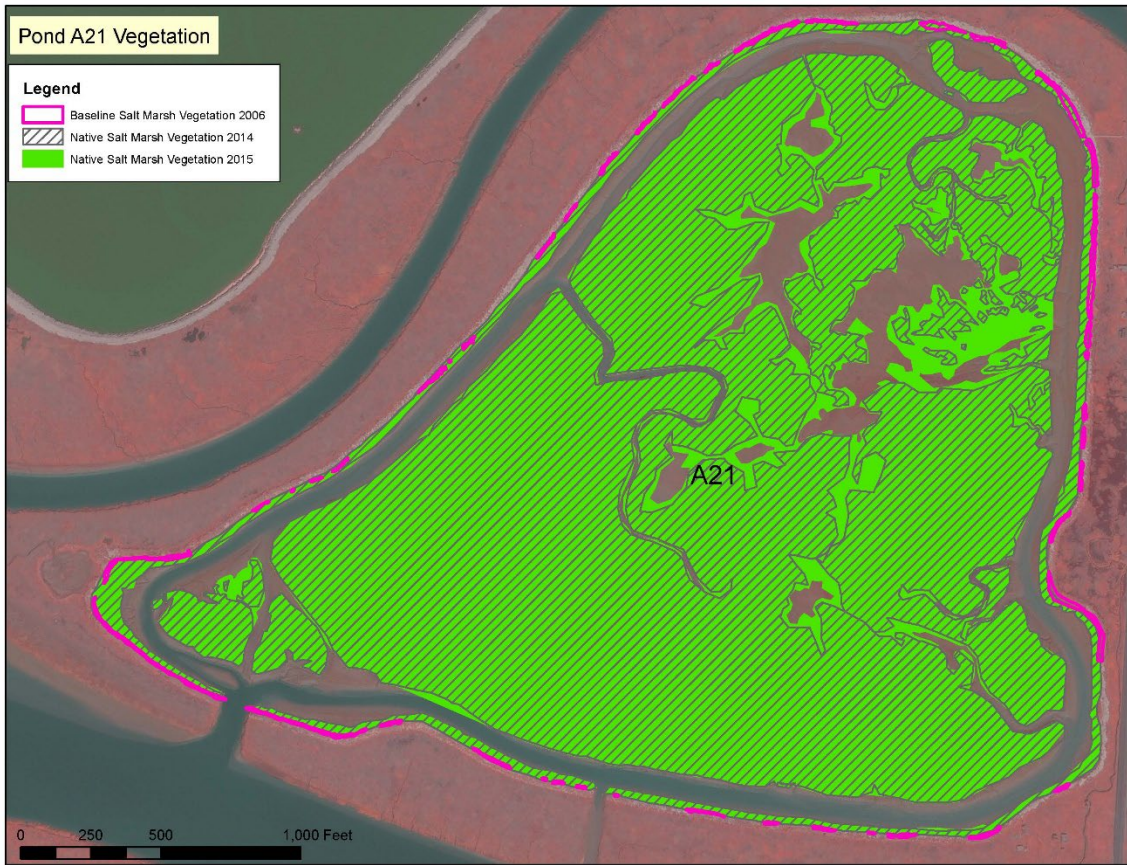 Pond A21 Vegetation
Legend
Baseline Salt Marsh Vegetation 2006
Native Salt Marsh Vegetation 2014
Native Salt Marsh Vegetation 2015
A21
0 250 500 1,000 Feet